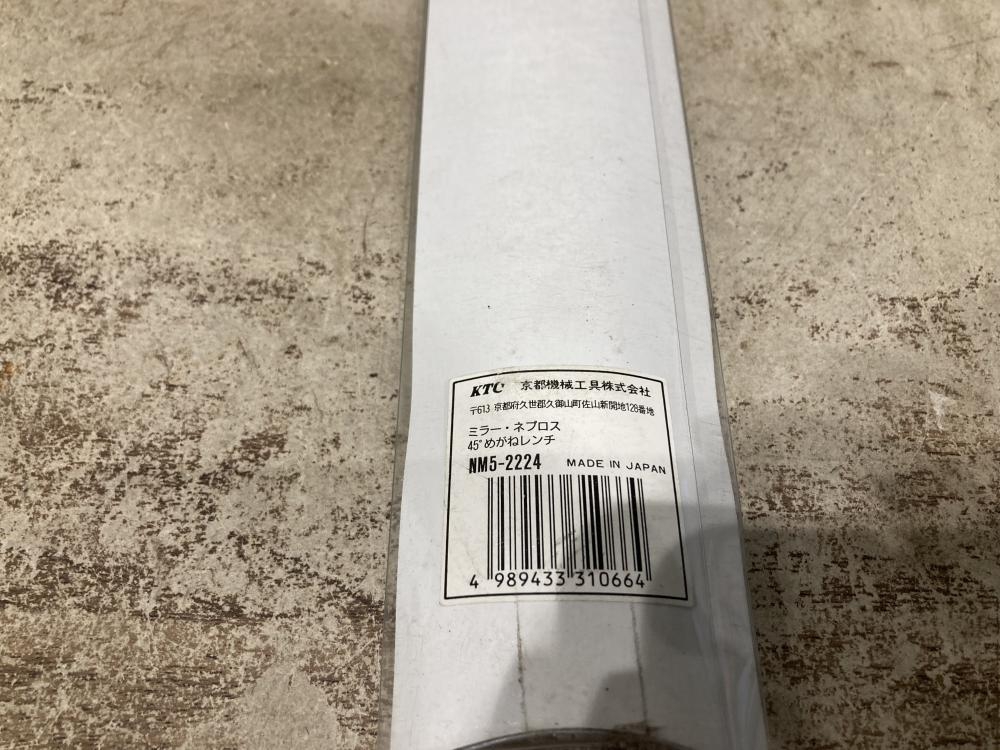 KTC 京都機械工具株式会社
〒613 京都府久世郡久御山町佐山新開地128番地
ミラー・ネプロス
45°めがねレンチ
NM5-2224 MADE IN JAPAN
4 989433 310664